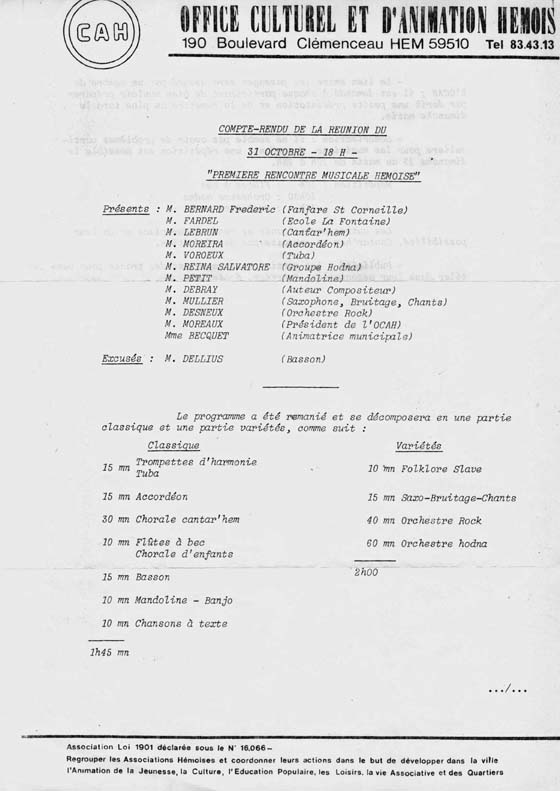 CAH
OFFICE CULTUREL ET D'ANIMATION HEMOIS
190 Boulevard Clémenceau HEM 59510 Tel 83.43.13
COMPTE-RENDU DE LA REUNION DU
31 OCTOBRE - 18 H -
"PREMIERE RENCONTRE MUSICALE HEMOISE"
Présents : M. BERNARD Frederic (Fanfare St Corneille)
M. FARDEL (Ecole La Fontaine)
M. LEBRUN (Cantar'hem)
M. MOREIRA (Accordéon)
M. VOROEUX (Tuba)
M. REINA SALVATORE (Groupe Hodna)
M. PETIT (Mandoline)
M. DEBRAY (Auteur Compositeur)
M. MULLIER (Saxophone, Bruitage, Chants)
M. DESNEUX (Orchestre Rock)
M. MOREAUX (Président de l'OCAH)
Mme BECQUET (Animatrice municipale)
Excusés : M. DELLIUS (Basson)
Le programme a été remanié et se décomposera en une partie
classique et une partie variétés, comme suit :
Classique
15 mn Trompettes d'harmonie
Tuba
15 mn Accordéon
30 mn Chorale cantar'hem
10 mn Flûtes à bec
Chorale d'enfants
15 mn Basson
10 mn Mandoline - Banjo
10 mn Chansons à texte
1h45 mn
Variétés
10 mn Folklore Slave
15 mn Saxo-Bruitage-Chants
40 mn Orchestre Rock
60 mn Orchestre hodna
2h00
.../...
Association Loi 1901 déclarée sous le N° 16,066-
Regrouper les Associations Hémoises et coordonner leurs actions dans le but de développer dans la ville
l'Animation de la Jeunesse, la Culture, l'Education Populaire, les Loisirs, la vie Associative et des Quartiers